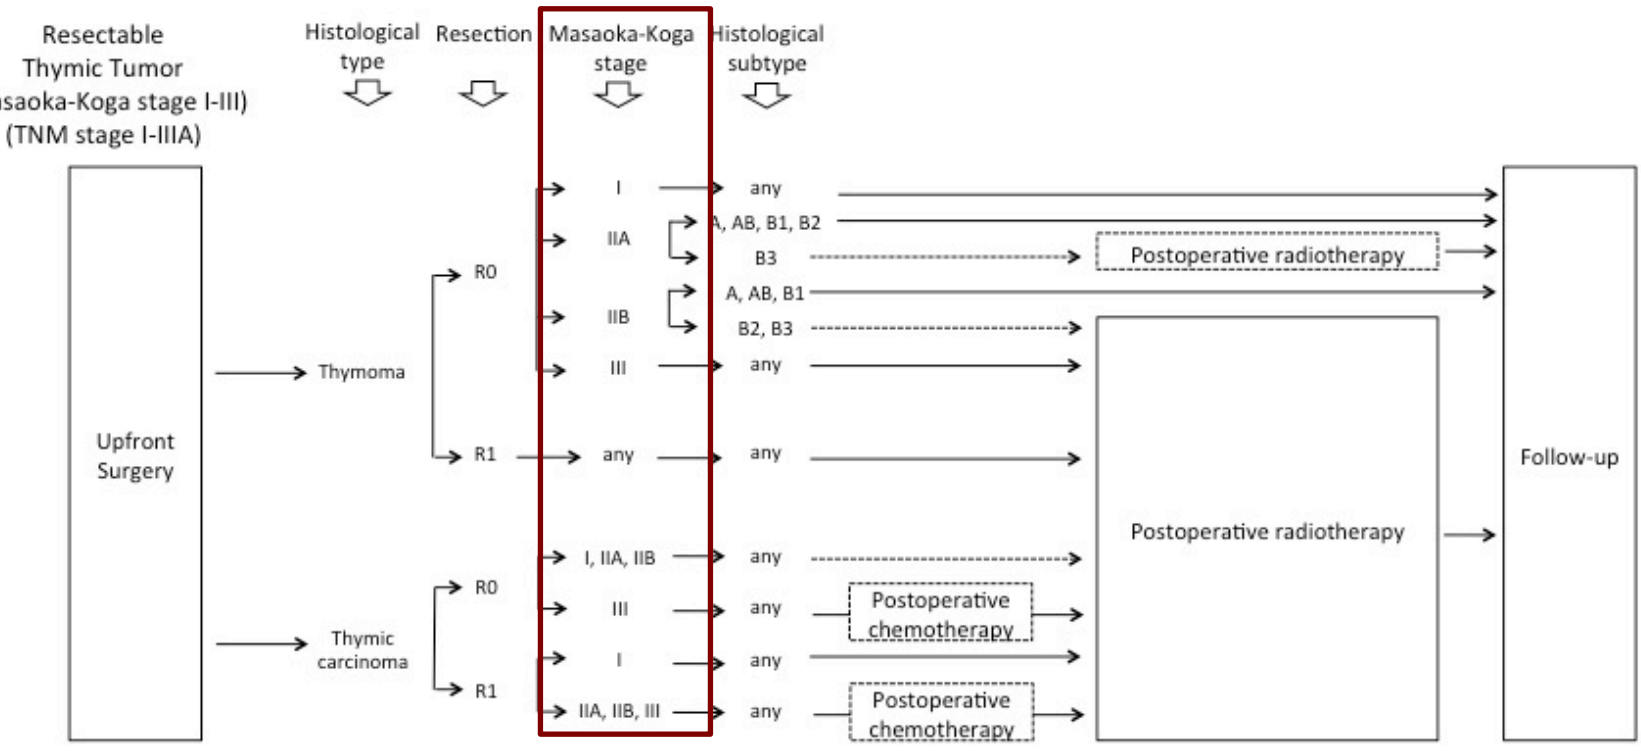 Resectable
Thymic Tumor
saoka-Koga stage I-III)
(TNM stage I-IIIA)
Histological
type
Resection
Masaoka-Koga
stage
Histological
subtype
Upfront
Surgery
Thymoma
R0
I
any
IIA
A, AB, B1, B2
B3
Postoperative radiotherapy
IIB
A, AB, B1
B2, B3
III
any
R1
any
any
Thymic
carcinoma
R0
I, IIA, IIB
any
III
any
Postoperative
chemotherapy
R1
I
any
IIA, IIB, III
any
Postoperative
chemotherapy
Postoperative radiotherapy
Follow-up